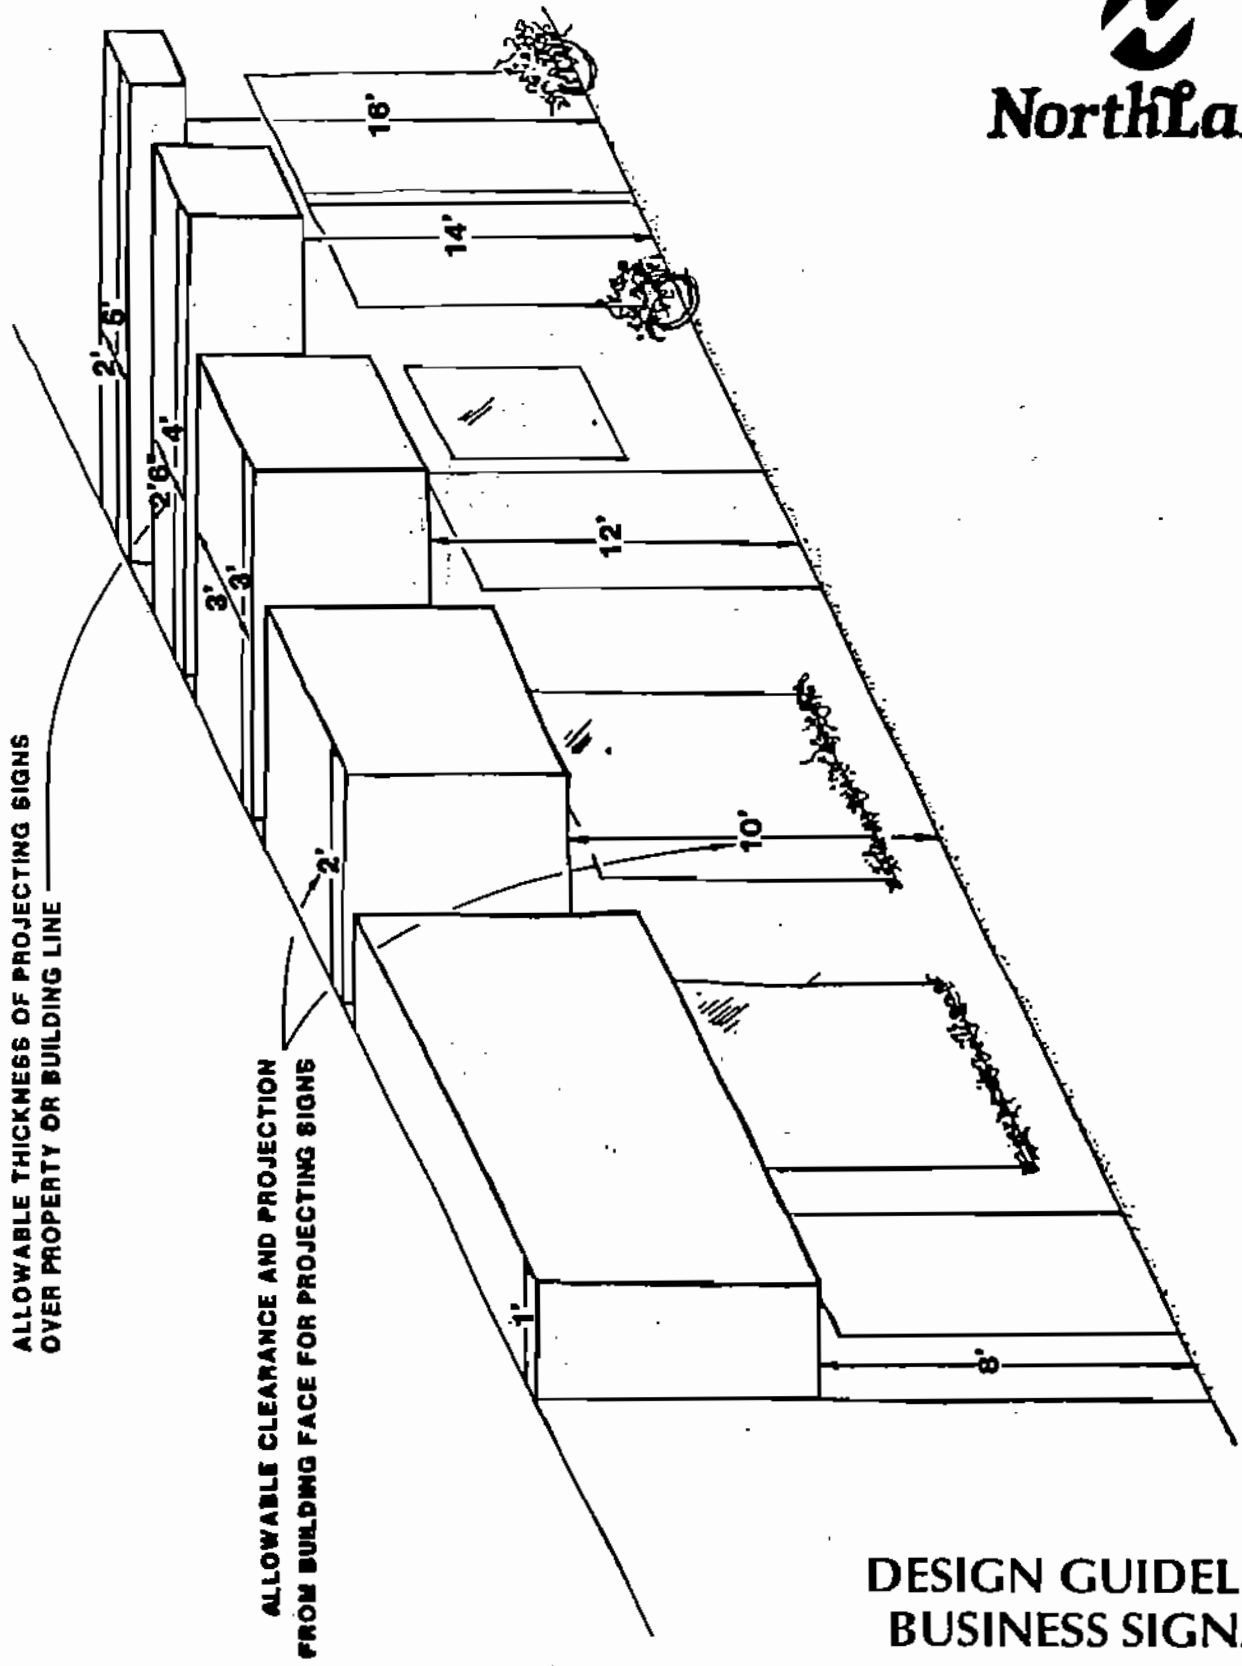 ALLOWABLE THICKNESS OF PROJECTING SIGNS
OVER PROPERTY OR BUILDING LINE
ALLOWABLE CLEARANCE AND PROJECTION
FROM BUILDING FACE FOR PROJECTING SIGNS
1'
2'
3'
3'
2'6"
4'
2'
6'
8'
10'
12'
14'
16'
NorthLa
DESIGN GUIDEL
BUSINESS SIGN